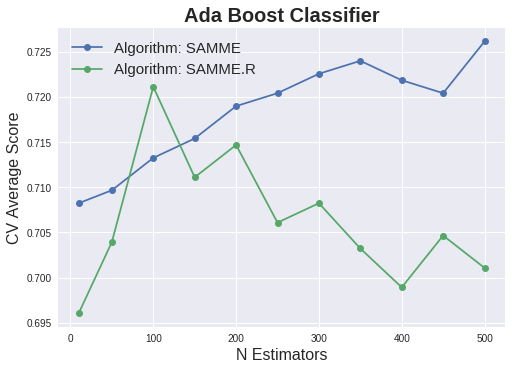 Ada Boost Classifier
Algorithm: SAMME
Algorithm: SAMME.R
CV Average Score
0.725
0.720
0.715
0.710
0.705
0.700
0.695
0 100 200 300 400 500
N Estimators